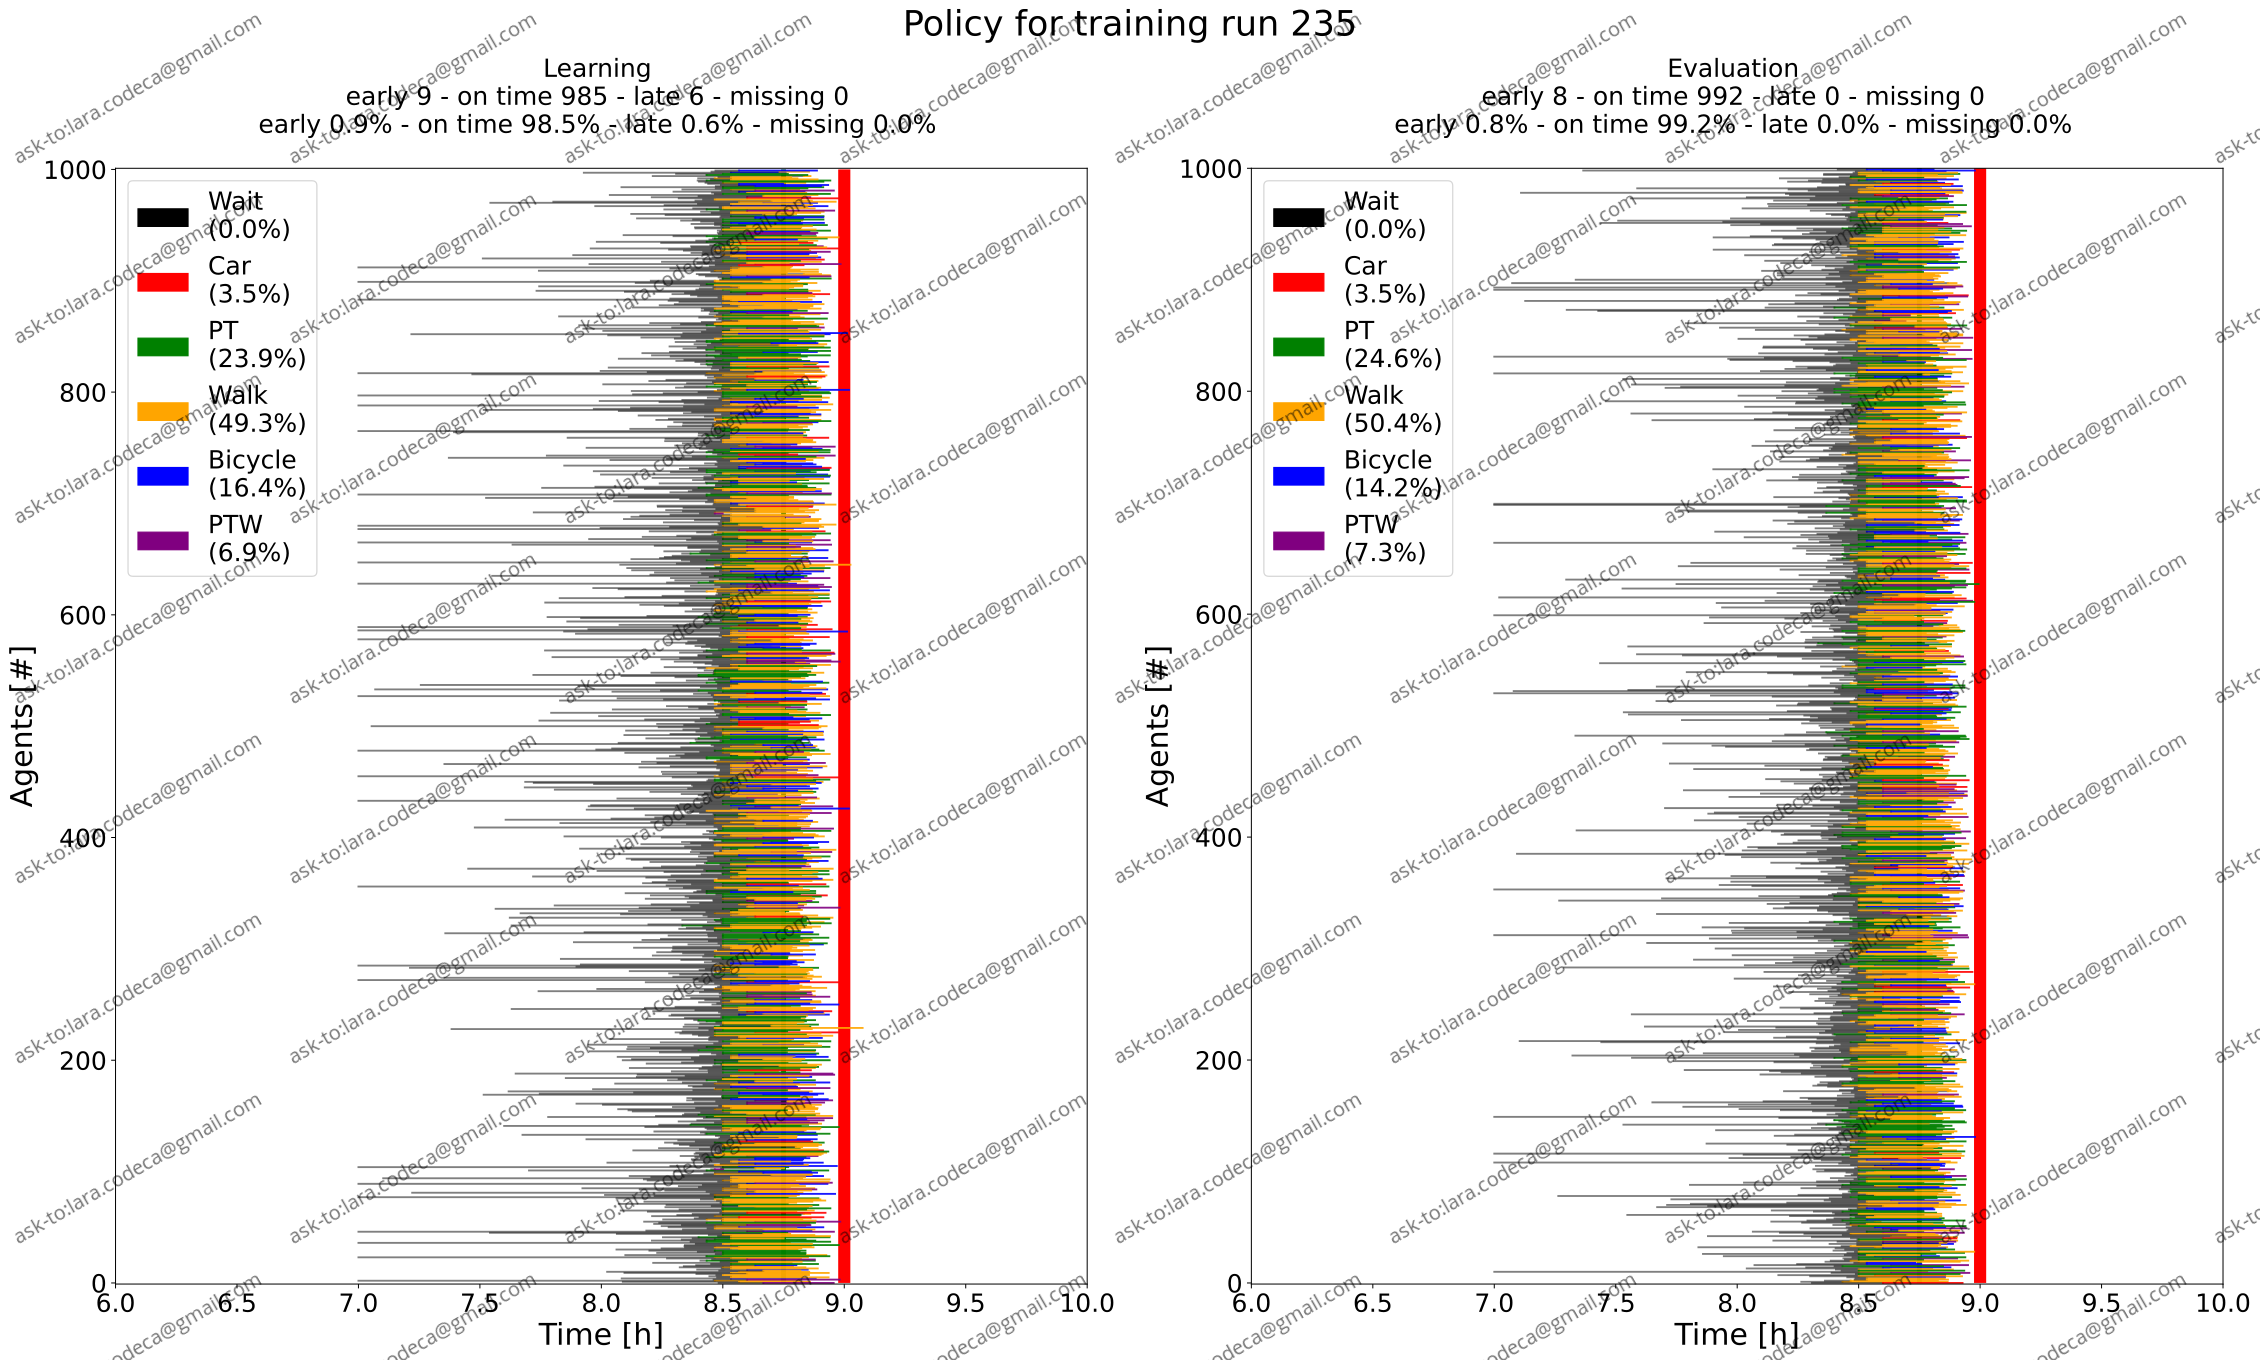 Policy for training run 235
Learning
early 9 - on time 985 - late 6 - missing 0
early 0.9% - on time 98.5% - late 0.6% - missing 0.0%
1000
800
600
400
200
0
Agents [#]
Wait
(0.0%)
Car
(3.5%)
PT
(23.9%)
Walk
(49.3%)
Bicycle
(16.4%)
PTW
(6.9%)
6.0 6.5 7.0 7.5 8.0 8.5 9.0 9.5 10.0
Time [h]
Evaluation
early 8 - on time 992 - late 0 - missing 0
early 0.8% - on time 99.2% - late 0.0% - missing 0.0%
1000
800
600
400
200
0
Agents [#]
Wait
(0.0%)
Car
(3.5%)
PT
(24.6%)
Walk
(50.4%)
Bicycle
(14.2%)
PTW
(7.3%)
6.0 6.5 7.0 7.5 8.0 8.5 9.0 9.5 10.0
Time [h]
ask-to:lara.codeca@gmail.com